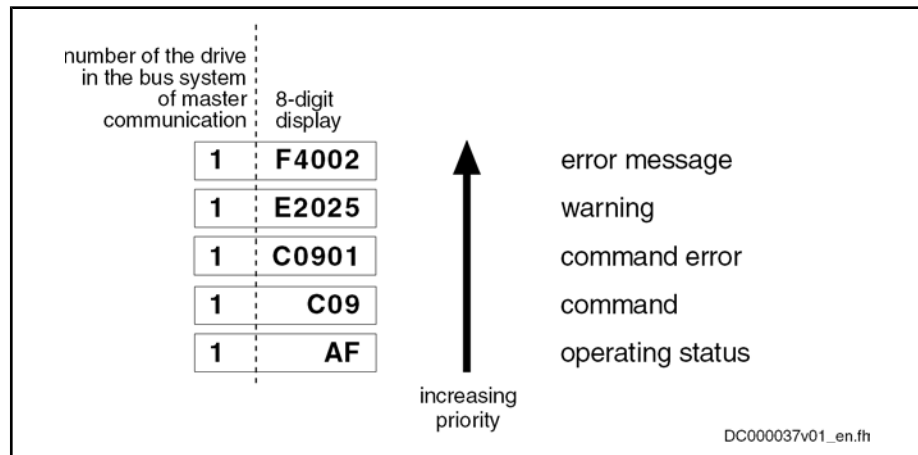 number of the drive
in the bus system
of master
communication
8-digit
display
1 F4002 error message
1 E2025 warning
1 C0901 command error
1 C09 command
1 AF operating status
increasing
priority
DC000037v01_en.fh